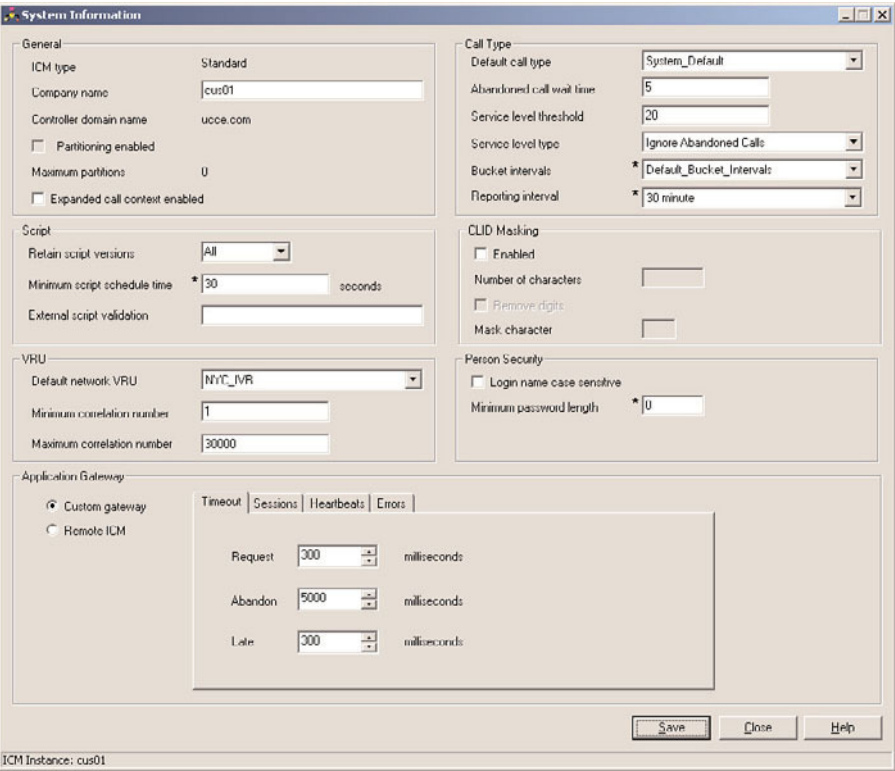 System Information
General
ICM type Standard
Company name cus01
Controller domain name ucce.com
Partitioning enabled
Maximum partitions 0
Expanded call context enabled
Call Type
Default call type System_Default
Abandoned call wait time 5
Service level threshold 20
Service level type Ignore Abandoned Calls
Bucket intervals * Default_Bucket_Intervals
Reporting interval * 30 minute
Script
Retain script versions All
Minimum script schedule time * 30 seconds
External script validation
CLID Masking
Enabled
Number of characters
Remove digits
Mask character
VRU
Default network VRU NYC_IVR
Minimum correlation number 1
Maximum correlation number 30000
Person Security
Login name case sensitive
Minimum password length * 0
Application Gateway
Custom gateway
Remote ICM
Timeout Sessions Heartbeats Errors
Request 300 milliseconds
Abandon 5000 milliseconds
Late 300 milliseconds
Save Close Help
ICM Instance: cus01